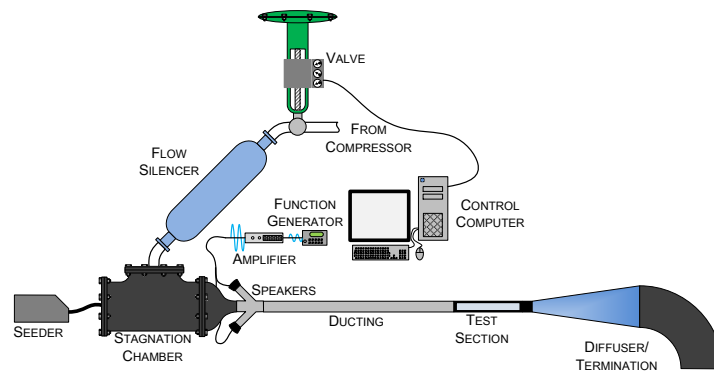 VALVE
FROM
COMPRESSOR
FLOW
SILENCER
FUNCTION
GENERATOR
CONTROL
COMPUTER
AMPLIFIER
SPEAKERS
SEEDER
STAGNATION
CHAMBER
DUCTING
TEST
SECTION
DIFFUSER/
TERMINATION